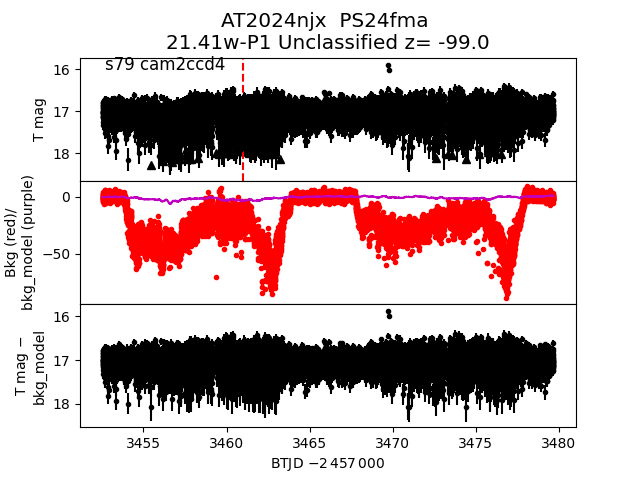 AT2024njx  PS24fma
21.41w-P1 Unclassified z= -99.0
s79 cam2ccd4
T mag
16
17
18
Bkg (red)/
bkg_model (purple)
0
−50
T mag −
bkg_model
16
17
18
3455 3460 3465 3470 3475 3480
BTJD −2 457 000